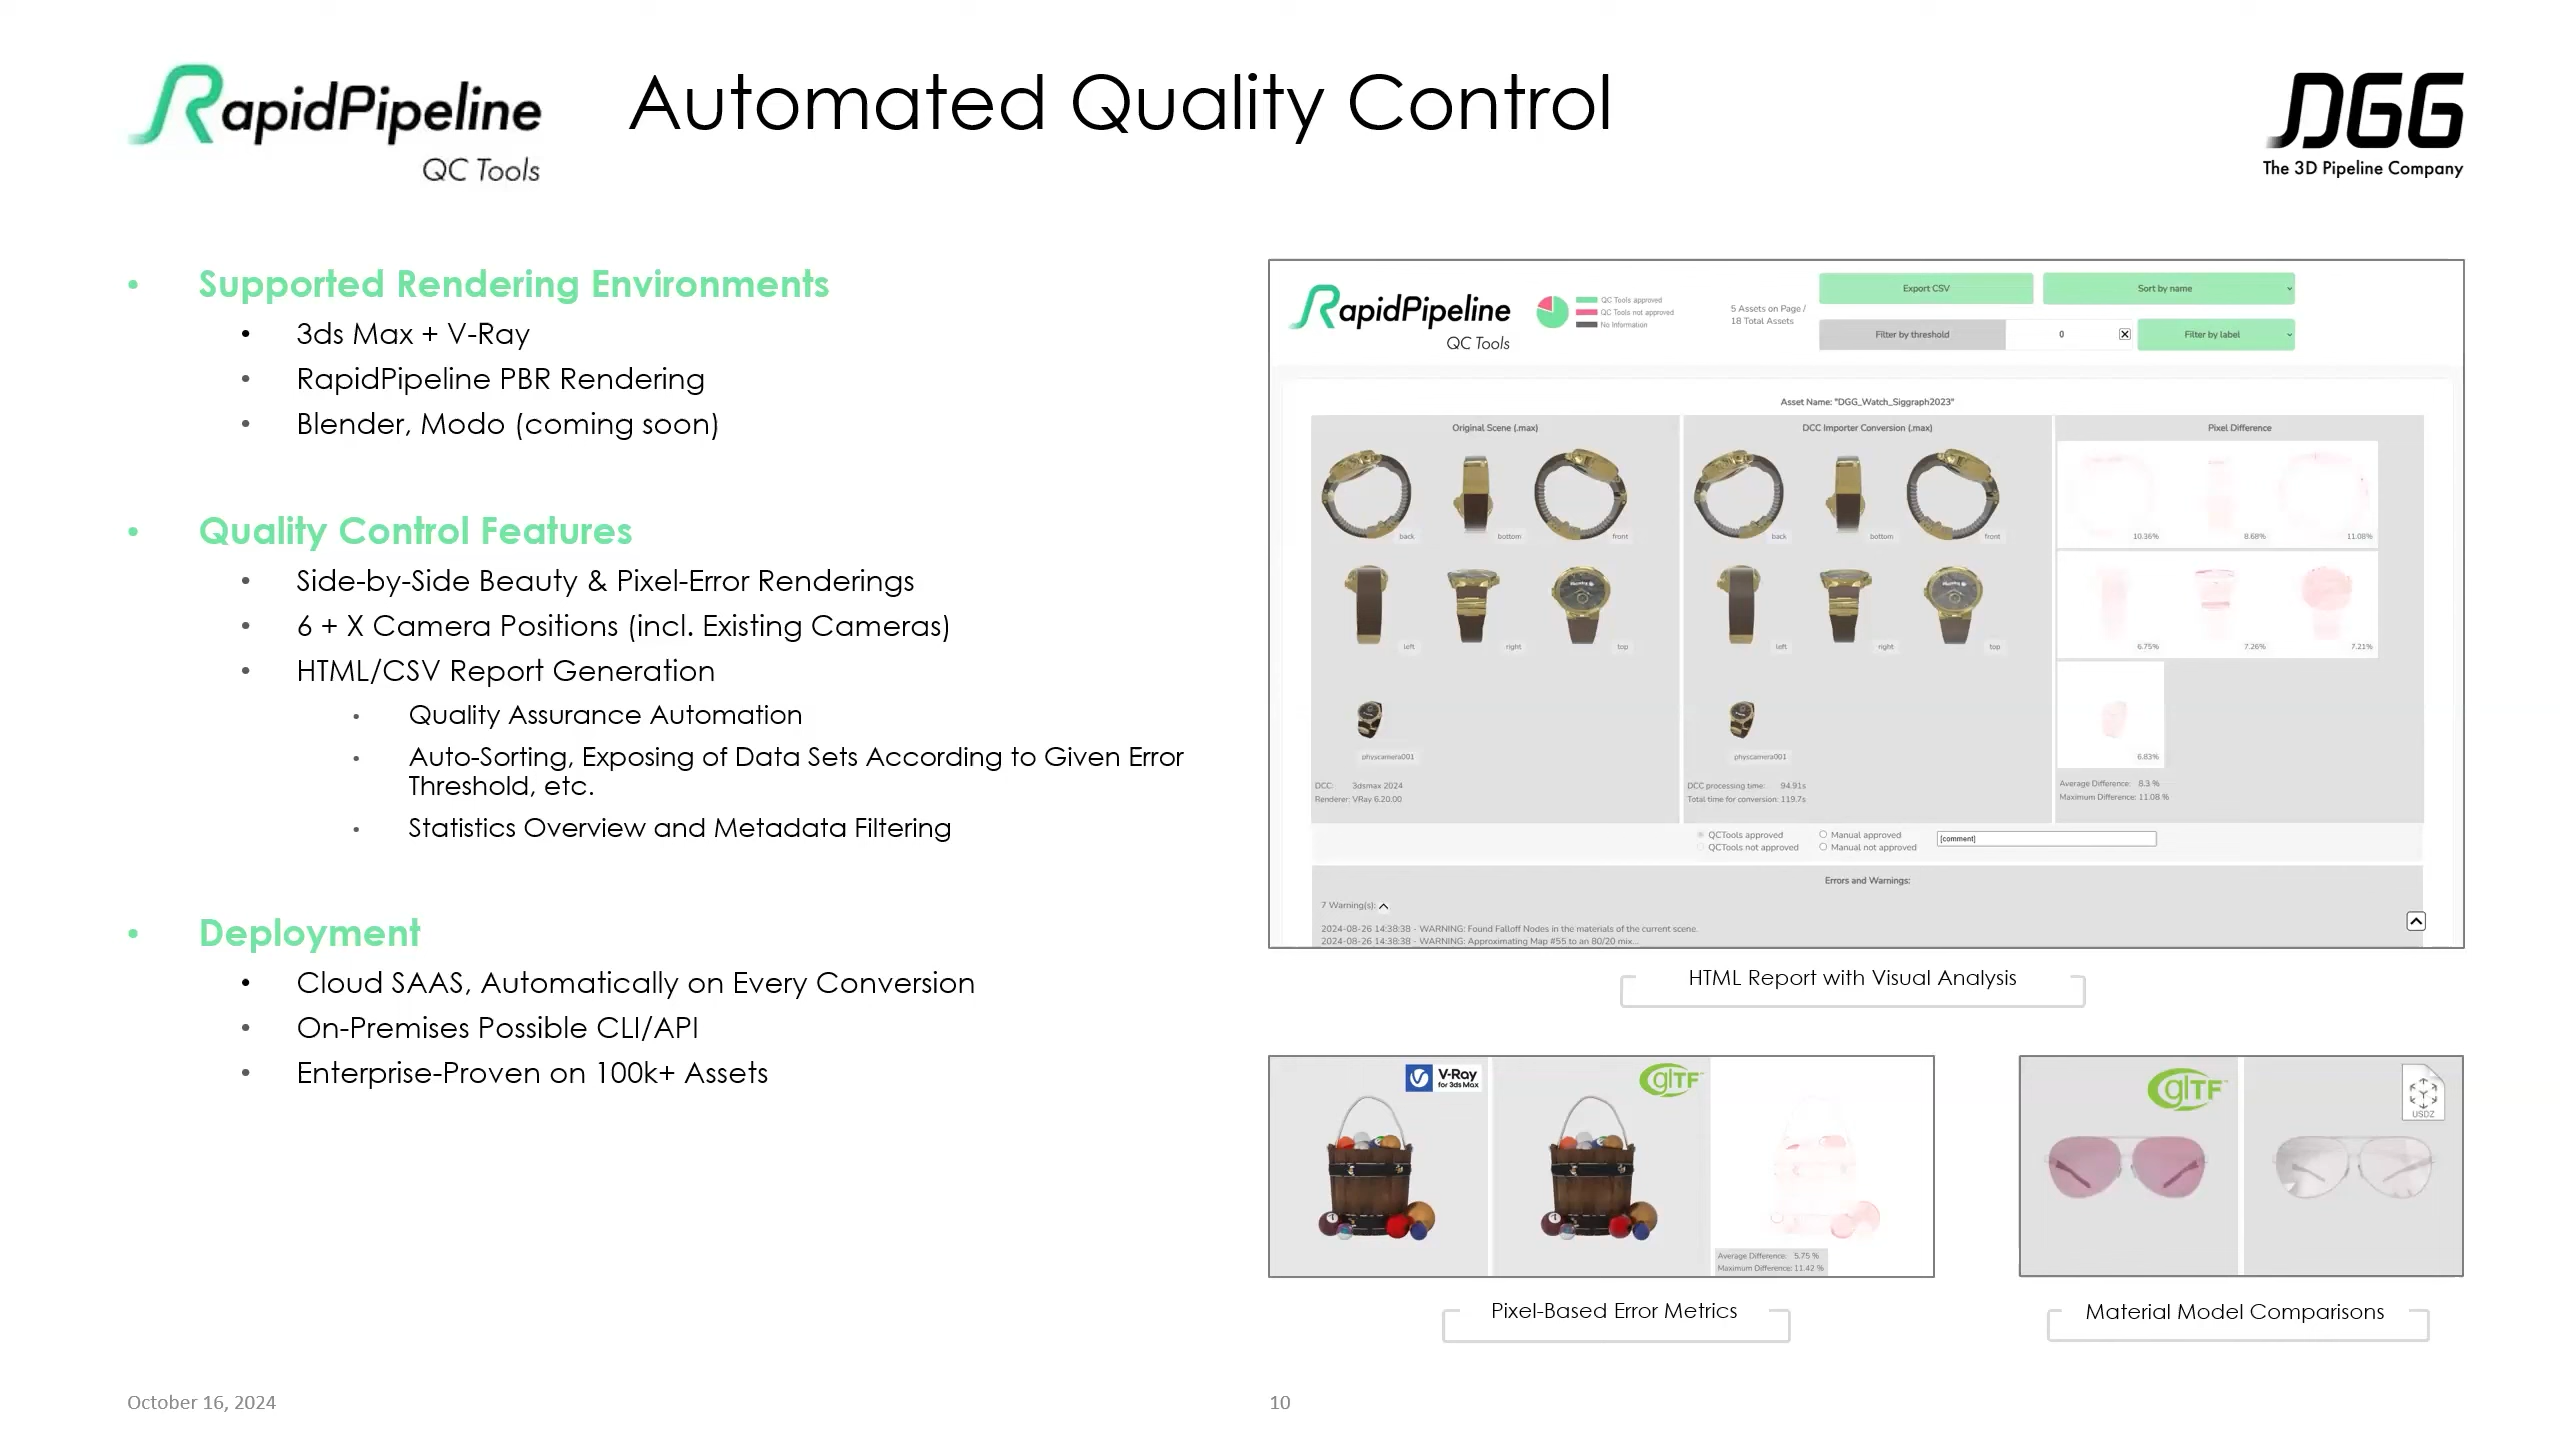 RapidPipeline
QC Tools
Automated Quality Control
DGG
The 3D Pipeline Company
• Supported Rendering Environments
• 3ds Max + V-Ray
• RapidPipeline PBR Rendering
• Blender, Modo (coming soon)
• Quality Control Features
• Side-by-Side Beauty & Pixel-Error Renderings
• 6 + X Camera Positions (incl. Existing Cameras)
• HTML/CSV Report Generation
• Quality Assurance Automation
• Auto-Sorting, Exposing of Data Sets According to Given Error
Threshold, etc.
• Statistics Overview and Metadata Filtering
• Deployment
• Cloud SAAS, Automatically on Every Conversion
• On-Premises Possible CLI/API
• Enterprise-Proven on 100k+ Assets
RapidPipeline
QC Tools
QC Tools approved
QC Tools not approved
No Information
5 Assets on Page /
18 Total Assets
Export CSV
Sort by name
Filter by threshold
0
Filter by label
Asset Name: "DGG_Watch_Siggraph2023"
Original Scene (.max)
DCC Importer Conversion (.max)
Pixel Difference
back bottom front
back bottom front
10.36% 8.68% 11.08%
left right top
left right top
6.75% 7.26% 7.21%
physcamera001
physcamera001
6.83%
DCC: 3dsmax 2024
Renderer: VRay 6.20.00
DCC processing time: 94.91s
Total time for conversion: 119.7s
Average Difference: 8.3 %
Maximum Difference: 11.08 %
QCTools approved
QCTools not approved
Manual approved
Manual not approved
[comment]
Errors and Warnings:
7 Warning(s):
2024-08-26 14:38:38 - WARNING: Found Falloff Nodes in the materials of the current scene.
2024-08-26 14:38:38 - WARNING: Approximating Map #55 to an 80/20 mix...
HTML Report with Visual Analysis
V-Ray
for 3ds Max
glTF™
Average Difference: 5.75 %
Maximum Difference: 11.42 %
Pixel-Based Error Metrics
glTF™
USDZ
Material Model Comparisons
October 16, 2024
10